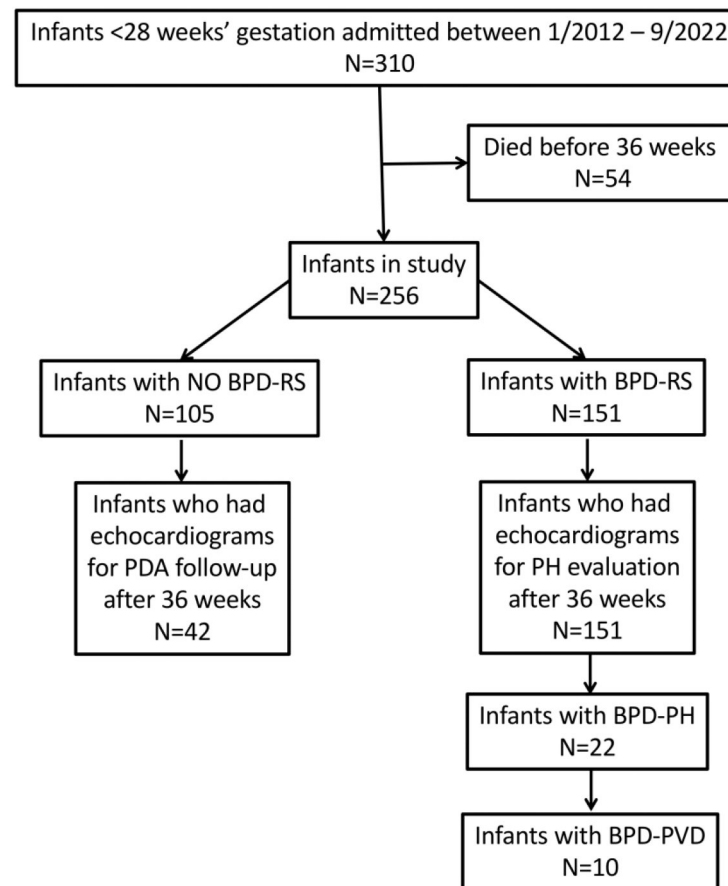 Infants <28 weeks’ gestation admitted between 1/2012 – 9/2022
N=310
Died before 36 weeks
N=54
Infants in study
N=256
Infants with NO BPD-RS
N=105
Infants with BPD-RS
N=151
Infants who had
echocardiograms
for PDA follow-up
after 36 weeks
N=42
Infants who had
echocardiograms
for PH evaluation
after 36 weeks
N=151
Infants with BPD-PH
N=22
Infants with BPD-PVD
N=10